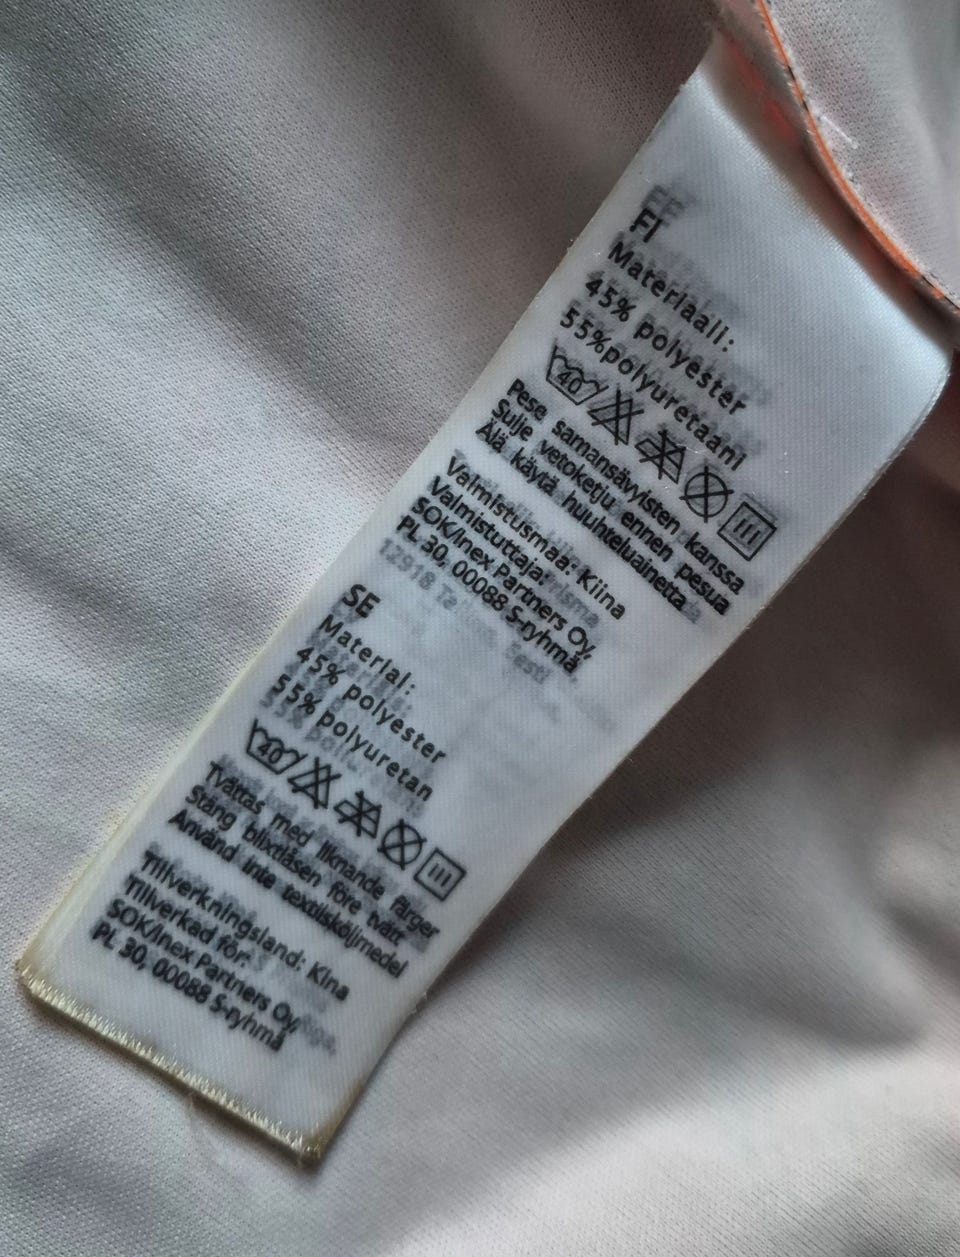 FI
Materiaali:
45% polyester
55%polyuretaani
40
Pese samansävyisten kanssa
Sulje vetoketju ennen pesua
Älä käytä huuhteluainetta
Valmistusmaa: Kiina
Valmistuttaja:
SOK/Inex Partners Oy,
PL 30, 00088 S-ryhmä
SE
Material:
45% polyester
55% polyuretan
40
Tvättas med liknande färger
Stäng blixtlåsen före tvätt
Använd inte textilsköljmedel
Tillverkningsland: Kina
Tillverkad för:
SOK/Inex Partners Oy,
PL 30, 00088 S-ryhmä